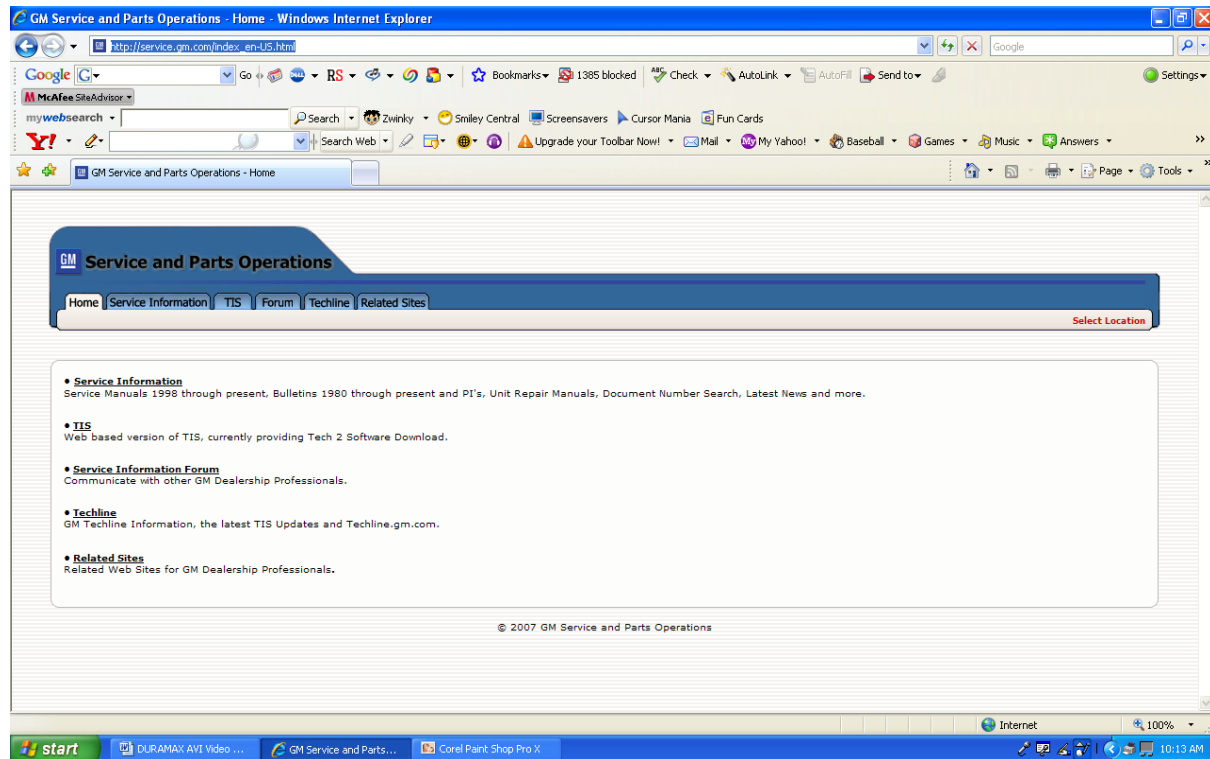 GM Service and Parts Operations - Home - Windows Internet Explorer
http://service.gm.com/index_en-US.html
Google
Google G Go RS Bookmarks 1385 blocked ABC Check AutoLink AutoFill Send to Settings
McAfee SiteAdvisor
mywebsearch Search Zwinky Smiley Central Screensavers Cursor Mania Fun Cards
Y! Search Web Upgrade your Toolbar Now! Mail My My Yahoo! Baseball Games Music Answers »
GM Service and Parts Operations - Home Page Tools »
GM Service and Parts Operations
Home Service Information TIS Forum Techline Related Sites
Select Location
• Service Information
Service Manuals 1998 through present, Bulletins 1980 through present and PI's, Unit Repair Manuals, Document Number Search, Latest News and more.
• TIS
Web based version of TIS, currently providing Tech 2 Software Download.
• Service Information Forum
Communicate with other GM Dealership Professionals.
• Techline
GM Techline Information, the latest TIS Updates and Techline.gm.com.
• Related Sites
Related Web Sites for GM Dealership Professionals.
© 2007 GM Service and Parts Operations
Internet 100%
start DURAMAX AVI Video ... GM Service and Parts... Corel Paint Shop Pro X 10:13 AM